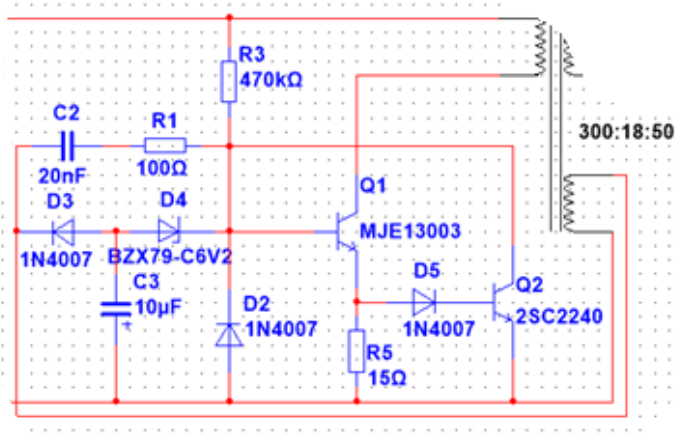 R3
470kΩ
C2
R1
300:18:50
20nF
100Ω
Q1
D3
D4
MJE13003
1N4007
BZX79-C6V2
C3
D5
Q2
10µF
D2
2SC2240
1N4007
1N4007
R5
15Ω